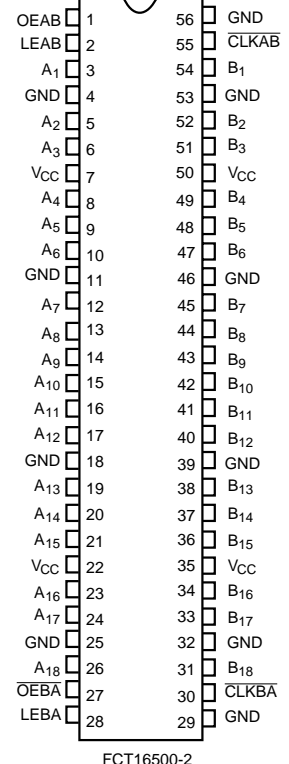 OEAB 1 56 GND
LEAB 2 55 CLKAB
A1 3 54 B1
GND 4 53 GND
A2 5 52 B2
A3 6 51 B3
VCC 7 50 VCC
A4 8 49 B4
A5 9 48 B5
A6 10 47 B6
GND 11 46 GND
A7 12 45 B7
A8 13 44 B8
A9 14 43 B9
A10 15 42 B10
A11 16 41 B11
A12 17 40 B12
GND 18 39 GND
A13 19 38 B13
A14 20 37 B14
A15 21 36 B15
VCC 22 35 VCC
A16 23 34 B16
A17 24 33 B17
GND 25 32 GND
A18 26 31 B18
OEBA 27 30 CLKBA
LEBA 28 29 GND
FCT16500-2